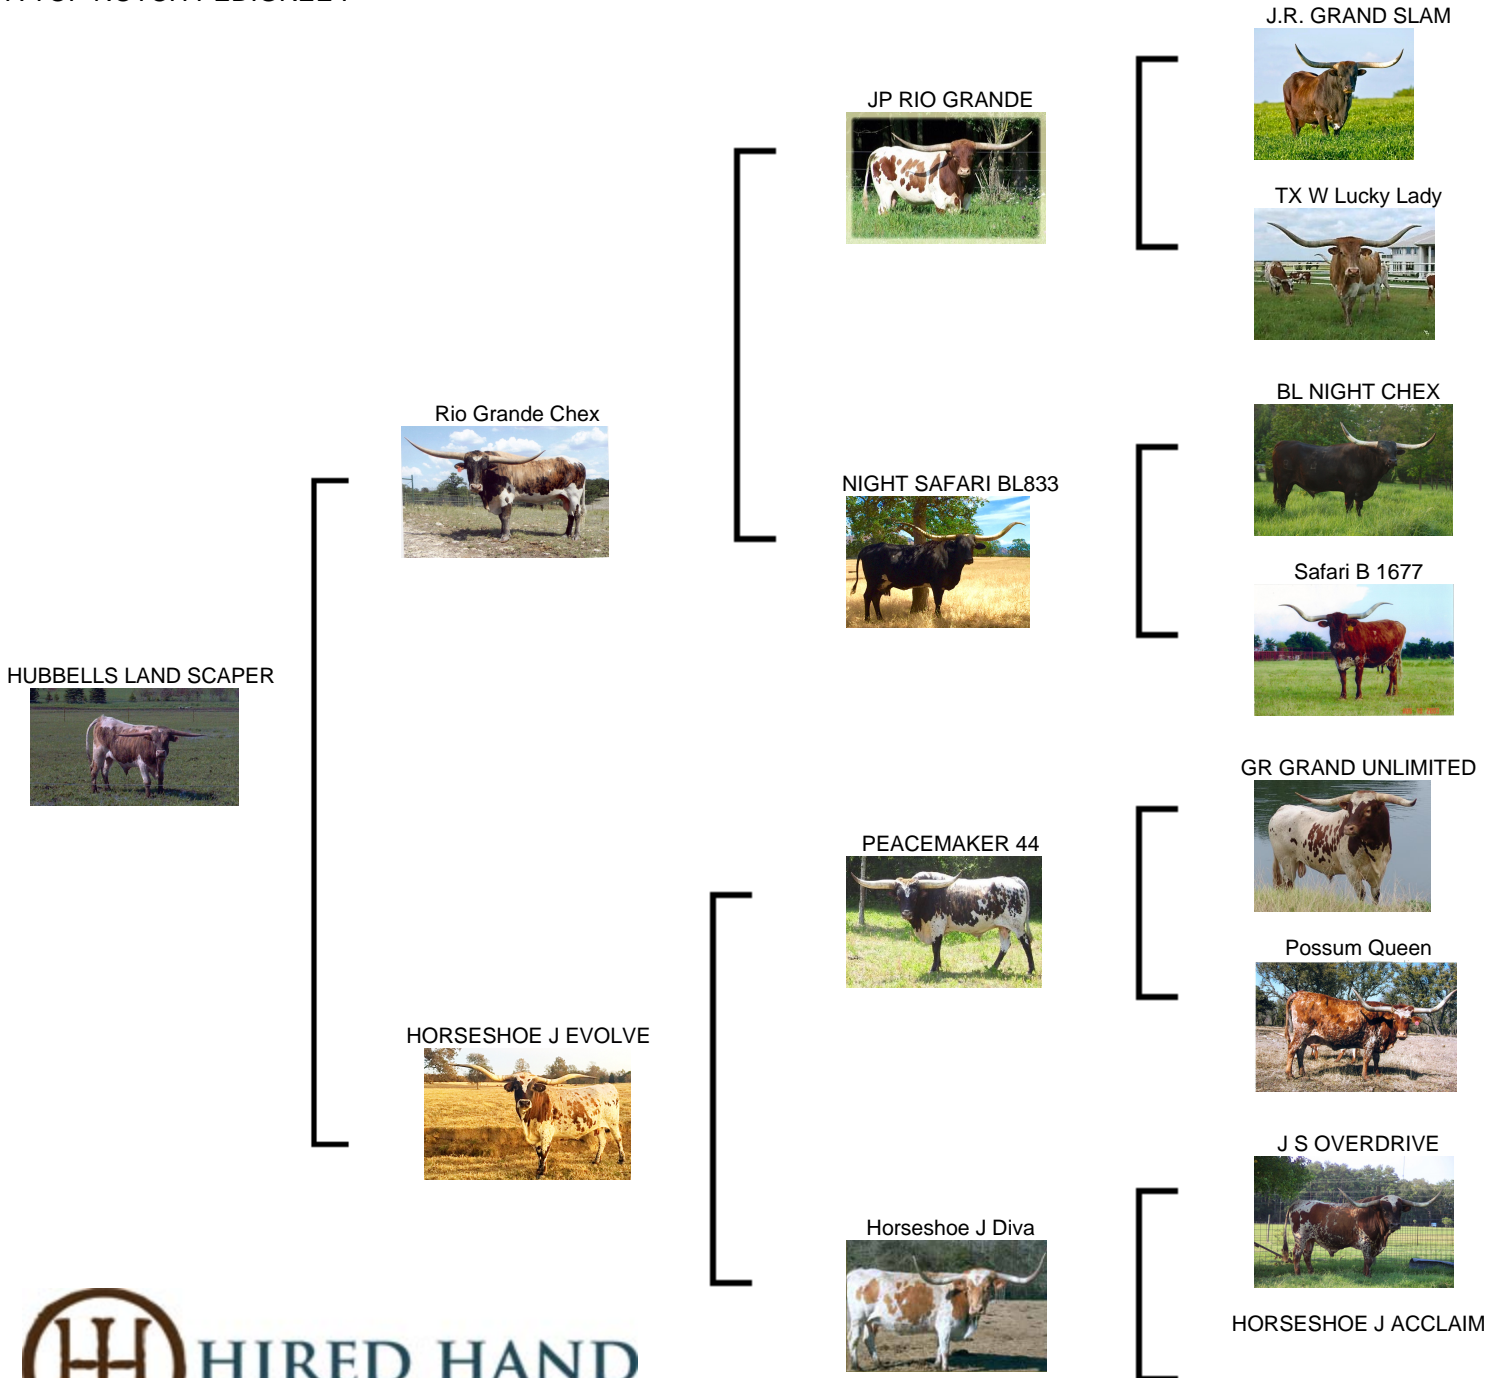 J.R. GRAND SLAM
JP RIO GRANDE
TX W Lucky Lady
BL NIGHT CHEX
Rio Grande Chex
NIGHT SAFARI BL833
Safari B 1677
HUBBELLS LAND SCAPER
GR GRAND UNLIMITED
PEACEMAKER 44
Possum Queen
HORSESHOE J EVOLVE
J S OVERDRIVE
Horseshoe J Diva
HORSESHOE J ACCLAIM
HIRED HAND